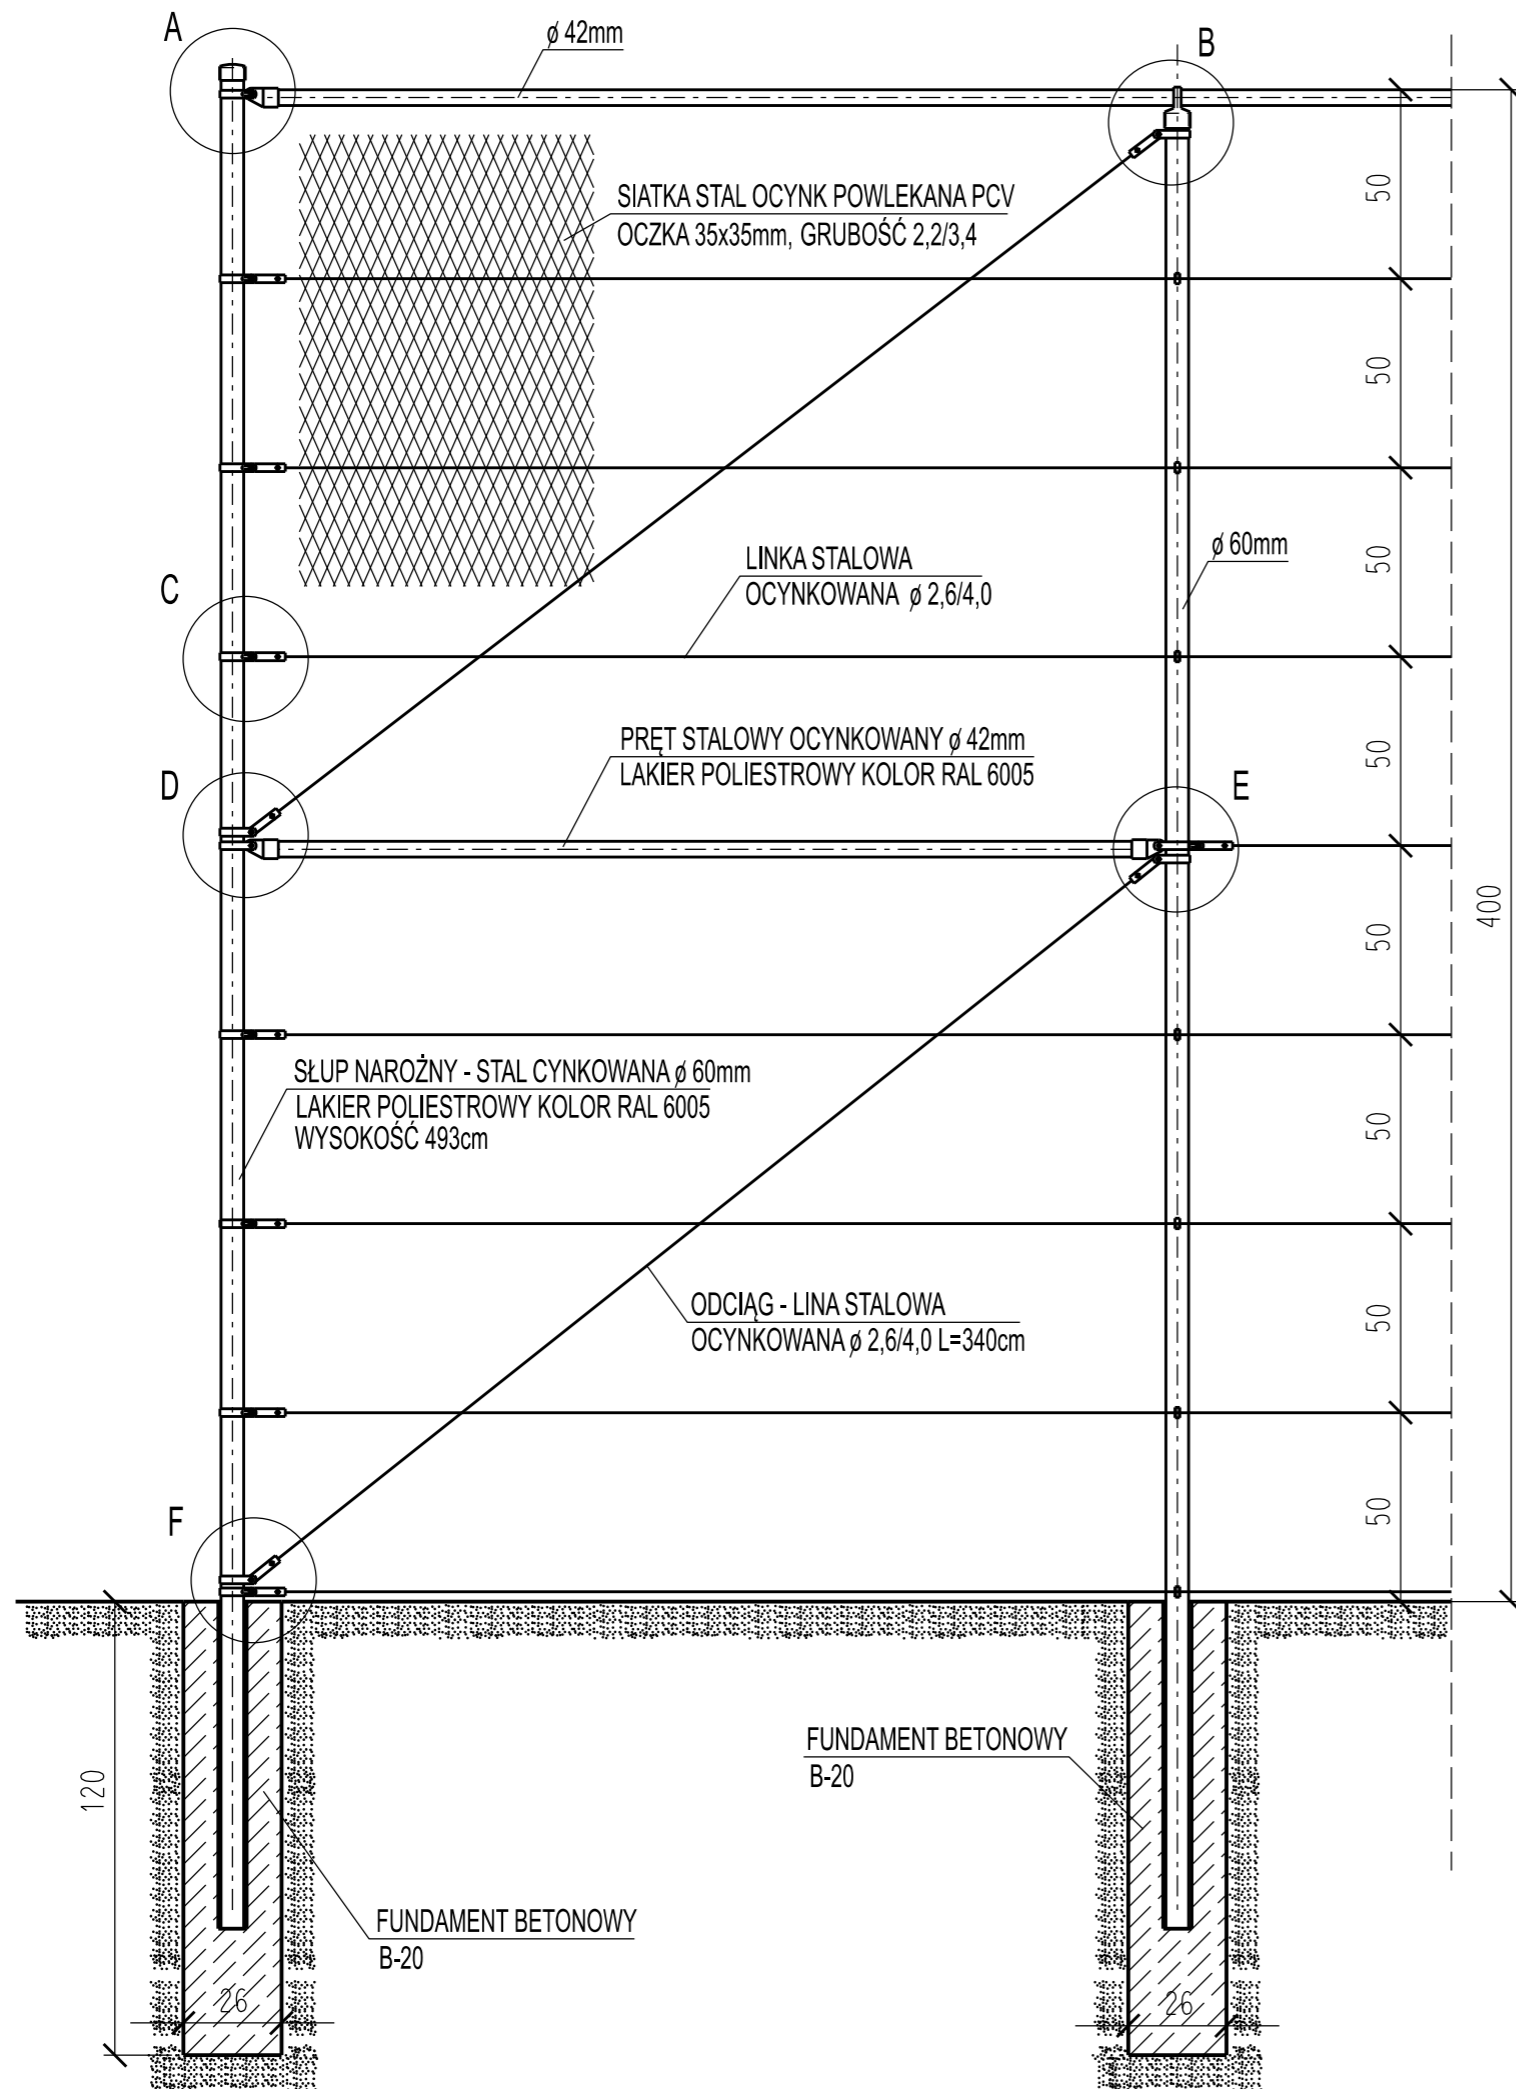 A
ϕ 42mm
B
SIATKA STAL OCYNK POWLEKANA PCV
OCZKA 35x35mm, GRUBOŚĆ 2,2/3,4
50
50
C
LINKA STALOWA
OCYNKOWANA ϕ 2,6/4,0
ϕ 60mm
50
D
PRĘT STALOWY OCYNKOWANY ϕ 42mm
LAKIER POLIESTROWY KOLOR RAL 6005
E
50
400
50
SŁUP NAROŻNY - STAL CYNKOWANA ϕ 60mm
LAKIER POLIESTROWY KOLOR RAL 6005
WYSOKOŚĆ 493cm
50
ODCIĄG - LINA STALOWA
OCYNKOWANA ϕ 2,6/4,0 L=340cm
50
F
50
120
FUNDAMENT BETONOWY
B-20
FUNDAMENT BETONOWY
B-20
26
26